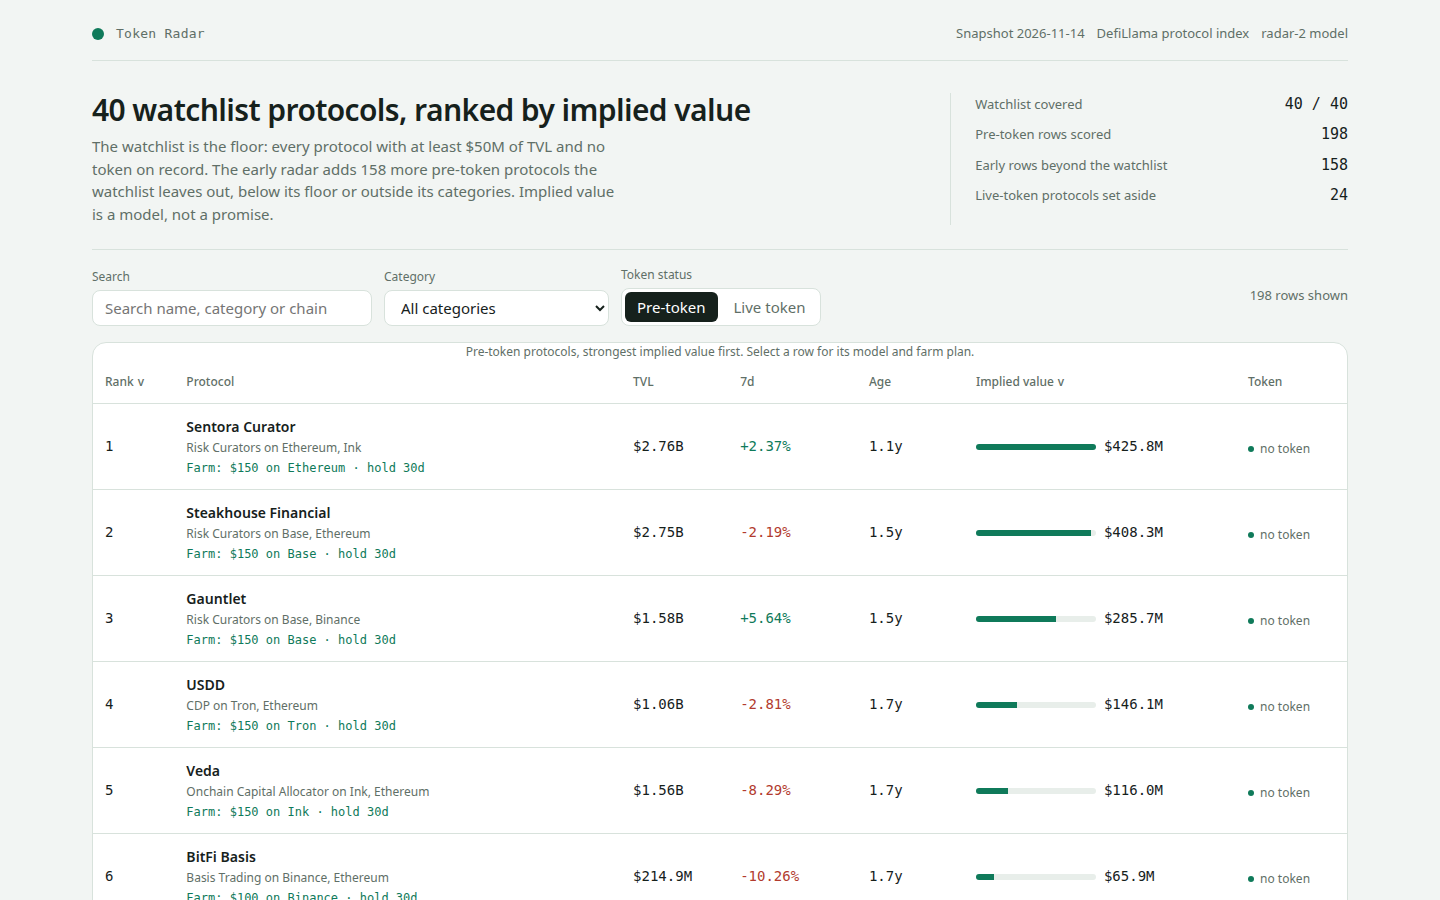 Token Radar
Snapshot 2026-11-14 DefiLlama protocol index radar-2 model
40 watchlist protocols, ranked by implied value
The watchlist is the floor: every protocol with at least $50M of TVL and no
token on record. The early radar adds 158 more pre-token protocols the
watchlist leaves out, below its floor or outside its categories. Implied value
is a model, not a promise.
Watchlist covered 40 / 40
Pre-token rows scored 198
Early rows beyond the watchlist 158
Live-token protocols set aside 24
Search
Search name, category or chain
Category
All categories
Token status
Pre-token Live token
198 rows shown
Pre-token protocols, strongest implied value first. Select a row for its model and farm plan.
Rank v Protocol TVL 7d Age Implied value v Token
1 Sentora Curator $2.76B +2.37% 1.1y $425.8M no token
Risk Curators on Ethereum, Ink
Farm: $150 on Ethereum · hold 30d
2 Steakhouse Financial $2.75B -2.19% 1.5y $408.3M no token
Risk Curators on Base, Ethereum
Farm: $150 on Base · hold 30d
3 Gauntlet $1.58B +5.64% 1.5y $285.7M no token
Risk Curators on Base, Binance
Farm: $150 on Base · hold 30d
4 USDD $1.06B -2.81% 1.7y $146.1M no token
CDP on Tron, Ethereum
Farm: $150 on Tron · hold 30d
5 Veda $1.56B -8.29% 1.7y $116.0M no token
Onchain Capital Allocator on Ink, Ethereum
Farm: $150 on Ink · hold 30d
6 BitFi Basis $214.9M -10.26% 1.7y $65.9M no token
Basis Trading on Binance, Ethereum
Farm: $100 on Binance · hold 30d